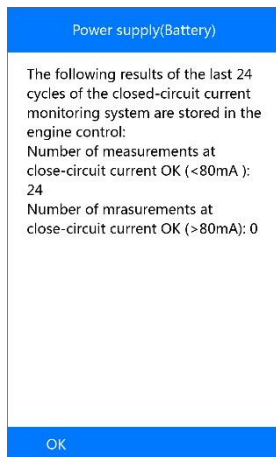 Power supply(Battery)
The following results of the last 24
cycles of the closed-circuit current
monitoring system are stored in the
engine control:
Number of measurements at
close-circuit current OK (<80mA ):
24
Number of mrasurements at
close-circuit current OK (>80mA): 0
OK